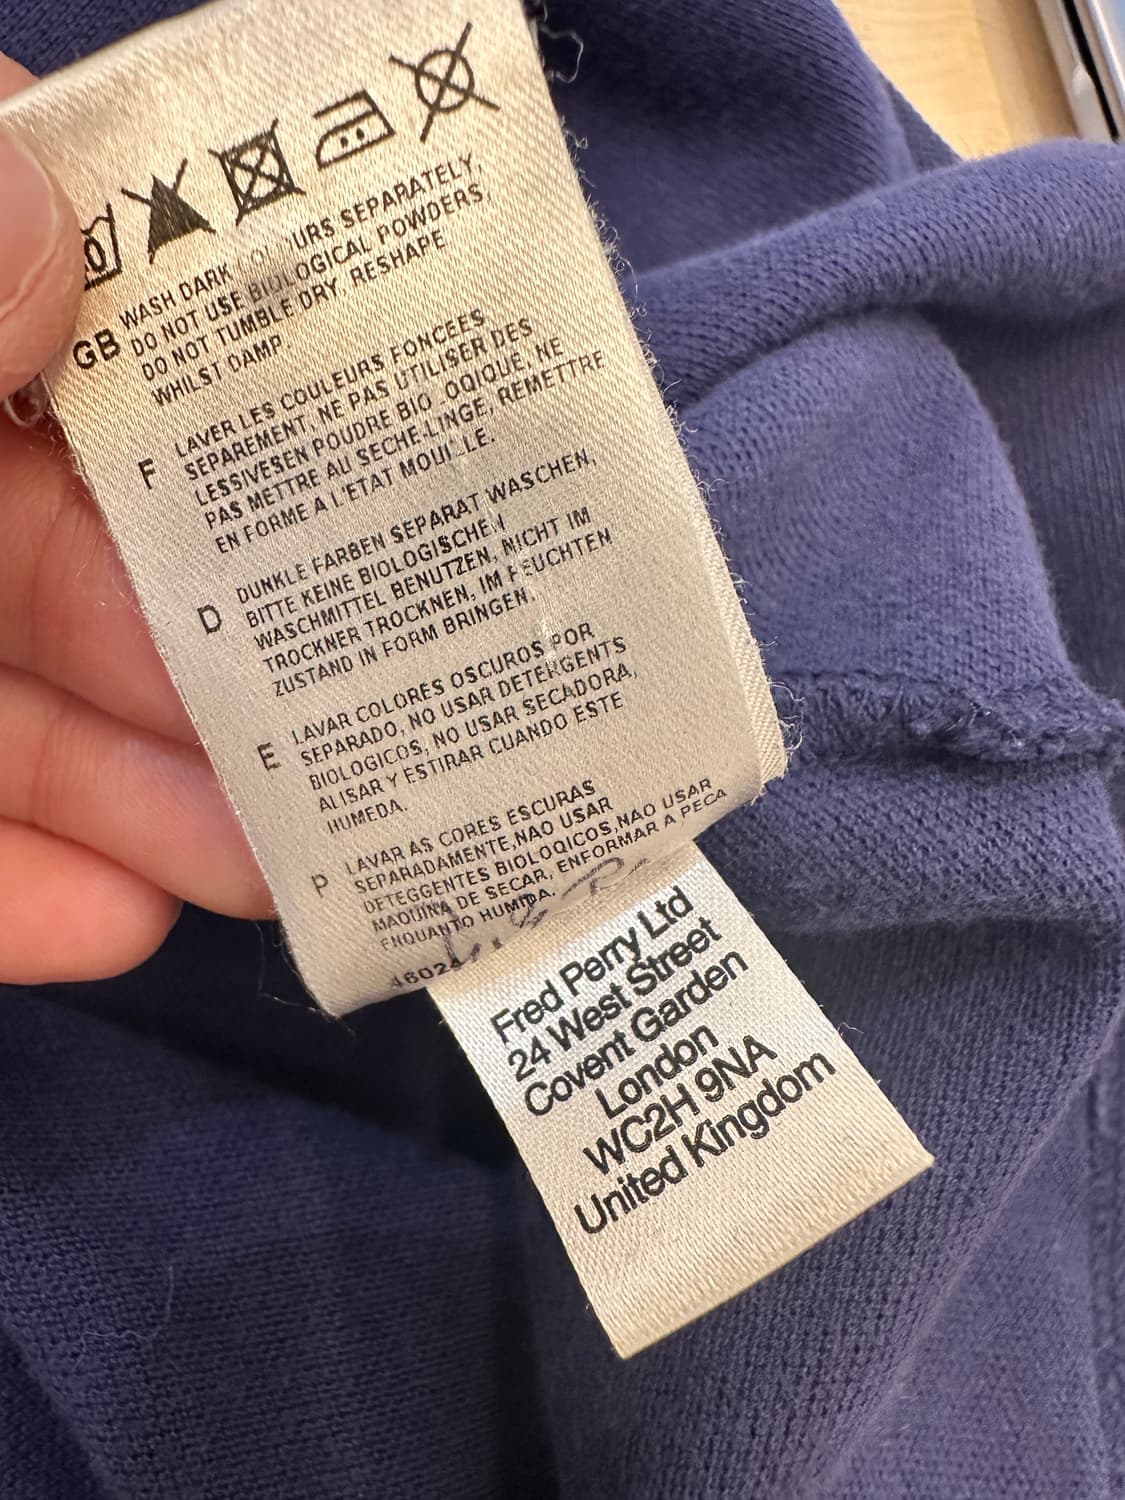 0
GB WASH DARK COLOURS SEPARATELY,
DO NOT USE BIOLOGICAL POWDERS,
DO NOT TUMBLE DRY, RESHAPE
WHILST DAMP
F LAVER LES COULEURS FONCEES
SEPAREMENT, NE PAS UTILISER DES
LESSIVESEN POUDRE BIO OQIQUE, NE
PAS METTRE AU SECHE-LINGE, REMETTRE
EN FORME A L'ETAT MOUILLE.
D DUNKLE FARBEN SEPARAT WASCHEN,
BITTE KEINE BIOLOGISCHEN
WASCHMITTEL BENUTZEN, NICHT IM
TROCKNER TROCKNEN, IM FEUCHTEN
ZUSTAND IN FORM BRINGEN.
E LAVAR COLORES OSCUROS POR
SEPARADO, NO USAR DETERGENTS
BIOLOGICOS, NO USAR SECADORA,
ALISAR Y ESTIRAR CUANDO ESTE
HUMEDA.
P LAVAR AS CORES ESCURAS
SEPARADAMENTE,NAO USAR
DETEGGENTES BIOLOQICOS,NAO USAR
MAQUINA DE SECAR, ENFORMAR A PECA
ENQUANTO HUMIDA.
46024
Fred Perry Ltd
24 West Street
Covent Garden
London
WC2H 9NA
United Kingdom